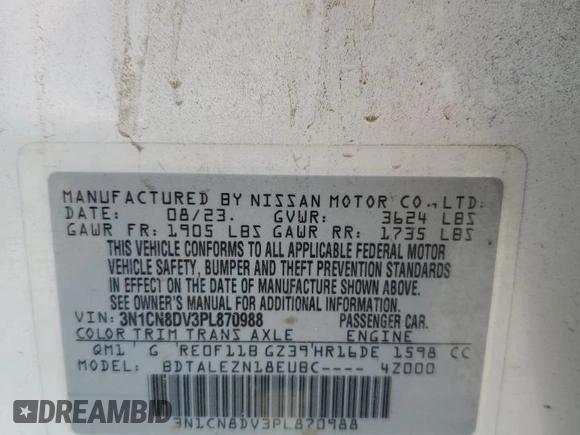 MANUFACTURED BY NISSAN MOTOR CO., LTD.
DATE: 08/23. GVWR: 3624 LBS
GAWR FR: 1905 LBS GAWR RR: 1735 LBS
THIS VEHICLE CONFORMS TO ALL APPLICABLE FEDERAL MOTOR
VEHICLE SAFETY, BUMPER AND THEFT PREVENTION STANDARDS
IN EFFECT ON THE DATE OF MANUFACTURE SHOWN ABOVE.
SEE OWNER'S MANUAL FOR ADDITIONAL INFORMATION.
VIN: 3N1CN8DV3PL870988 PASSENGER CAR.
COLOR TRIM TRANS AXLE ENGINE
QM1 G RE0F11B GZ39 HR16DE 1598 CC
MODEL: BDTALEZN18EUBC---- 4Z000
3N1CN8DV3PL870988
DREAMBID
DREAMBID